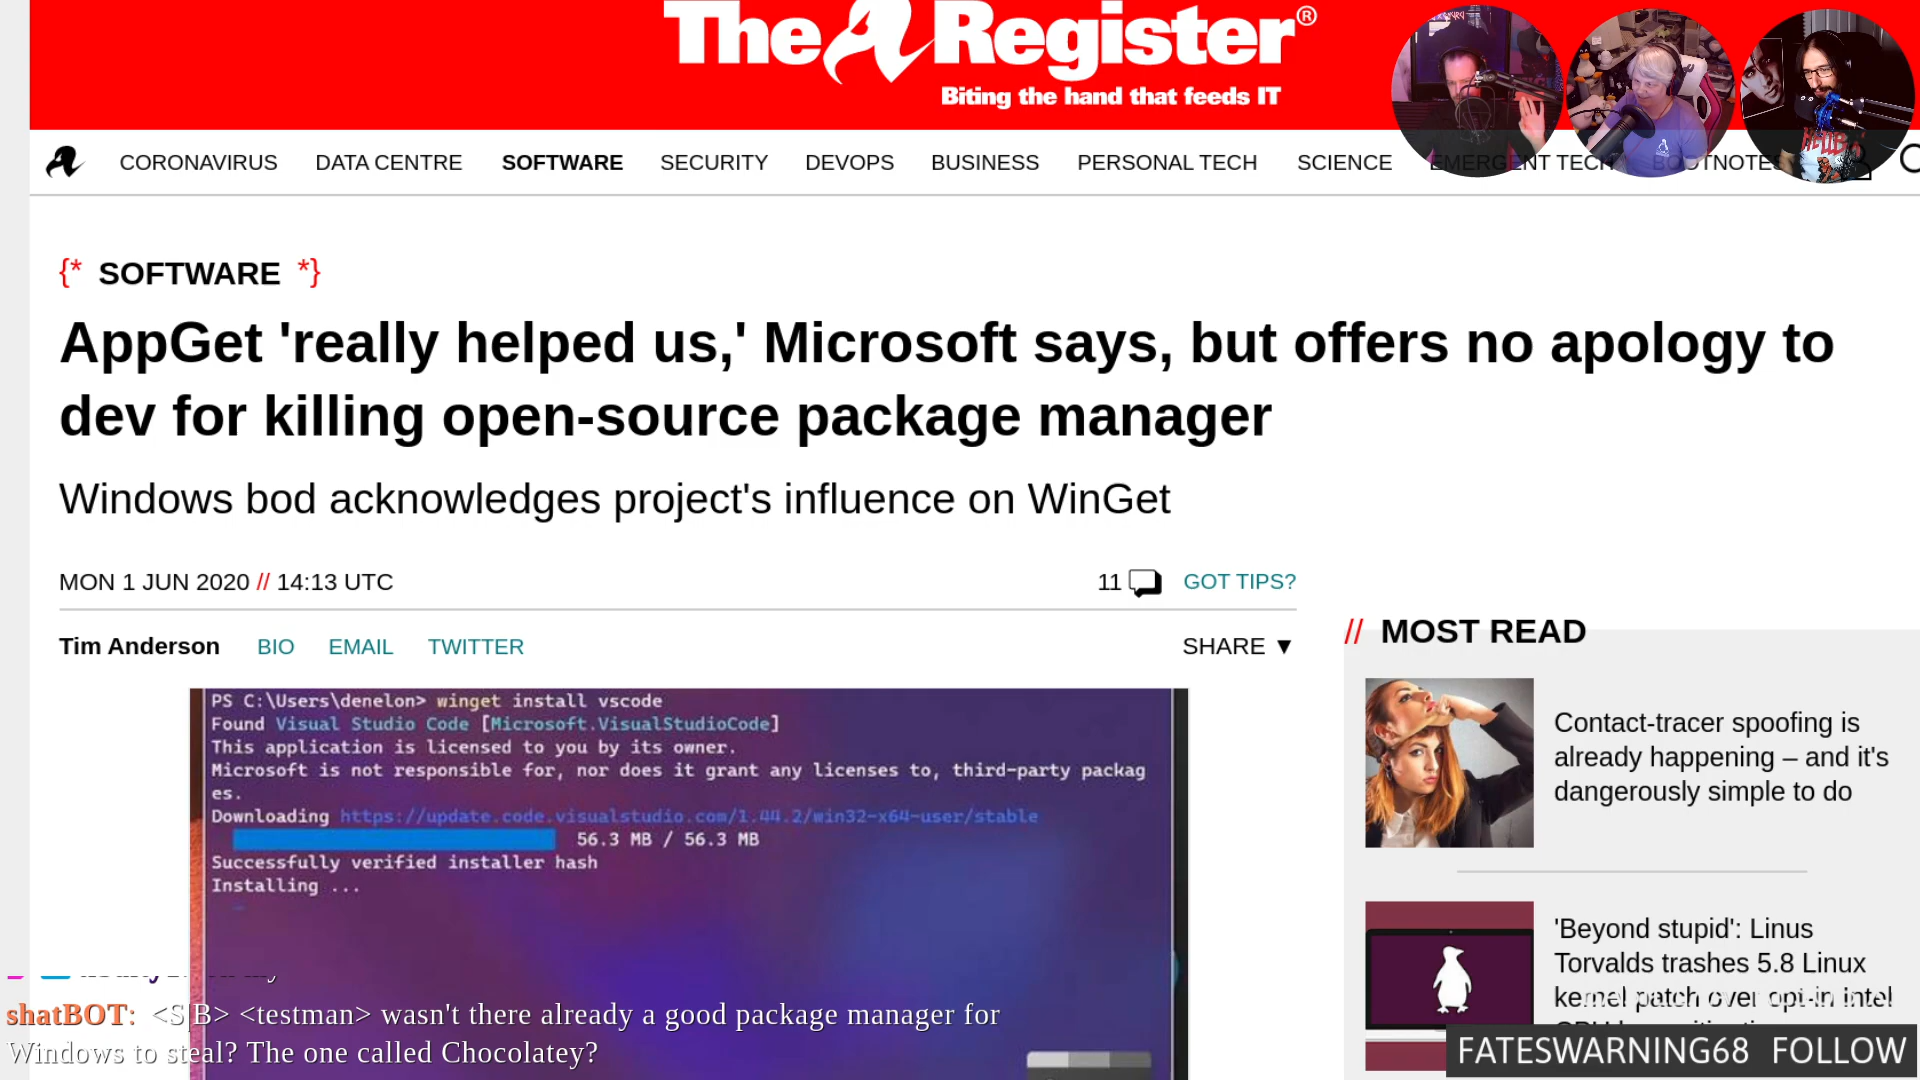 The Register®
Biting the hand that feeds IT
CORONAVIRUS DATA CENTRE SOFTWARE SECURITY DEVOPS BUSINESS PERSONAL TECH SCIENCE EMERGENT TECH BOOTNOTES
{* SOFTWARE *}
AppGet 'really helped us,' Microsoft says, but offers no apology to
dev for killing open-source package manager
Windows bod acknowledges project's influence on WinGet
MON 1 JUN 2020 // 14:13 UTC
11
GOT TIPS?
Tim Anderson BIO EMAIL TWITTER
SHARE ▼
PS C:\Users\denelon> winget install vscode
Found Visual Studio Code [Microsoft.VisualStudioCode]
This application is licensed to you by its owner.
Microsoft is not responsible for, nor does it grant any licenses to, third-party packag
es.
Downloading https://update.code.visualstudio.com/1.44.2/win32-x64-user/stable
56.3 MB / 56.3 MB
Successfully verified installer hash
Installing ...
// MOST READ
Contact-tracer spoofing is
already happening – and it's
dangerously simple to do
'Beyond stupid': Linus
Torvalds trashes 5.8 Linux
kernel patch over opt-in Intel
shatBOT: <S|B> <testman> wasn't there already a good package manager for
Windows to steal? The one called Chocolatey?
FATESWARNING68 FOLLOW